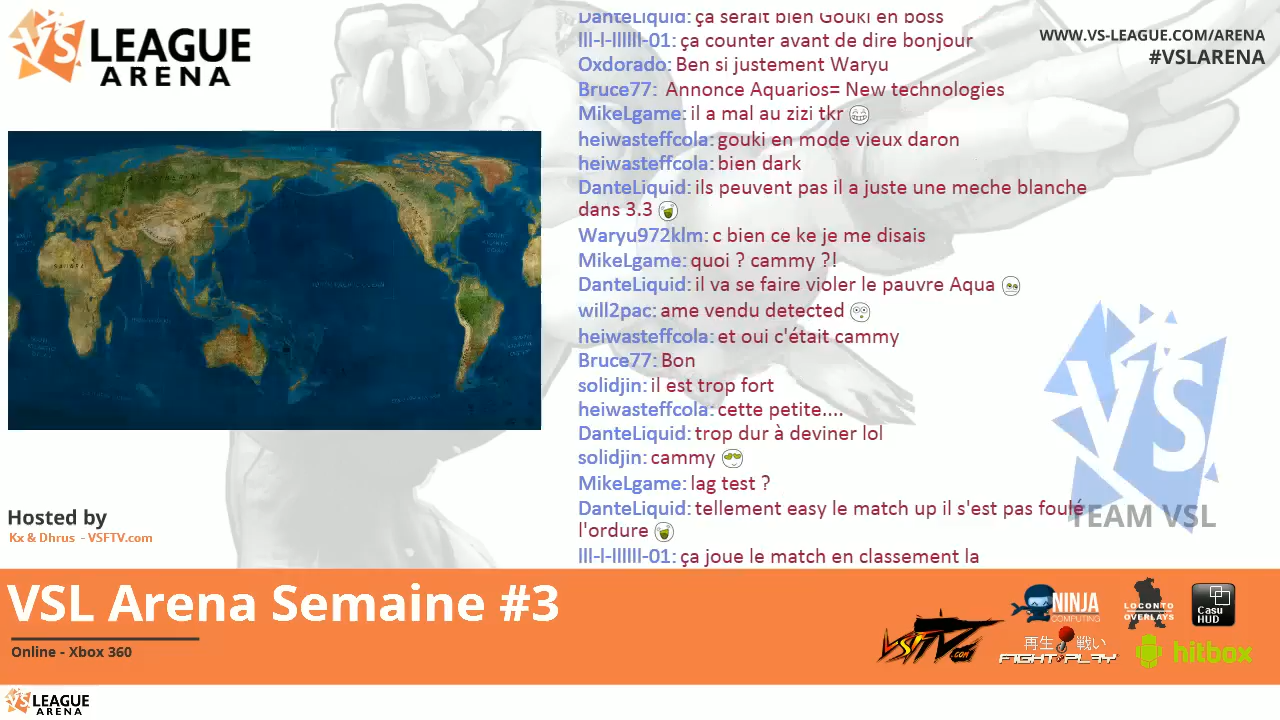 VS LEAGUE
ARENA
WWW.VS-LEAGUE.COM/ARENA
#VSLARENA
DanteLiquid: ça serait bien Gouki en boss
lll-l-llllll-01: ça counter avant de dire bonjour
Oxdorado: Ben si justement Waryu
Bruce77: Annonce Aquarios= New technologies
MikeLgame: il a mal au zizi tkr
heiwasteffcola: gouki en mode vieux daron
heiwasteffcola: bien dark
DanteLiquid: ils peuvent pas il a juste une meche blanche
dans 3.3
Waryu972klm: c bien ce ke je me disais
MikeLgame: quoi ? cammy ?!
DanteLiquid: il va se faire violer le pauvre Aqua
will2pac: ame vendu detected
heiwasteffcola: et oui c'était cammy
Bruce77: Bon
solidjin: il est trop fort
heiwasteffcola: cette petite....
DanteLiquid: trop dur à deviner lol
solidjin: cammy
MikeLgame: lag test ?
DanteLiquid: tellement easy le match up il s'est pas foulé
l'ordure
lll-l-llllll-01: ça joue le match en classement la
VS
TEAM VSL
Hosted by
Kx & Dhrus - VSFTV.com
VSL Arena Semaine #3
Online - Xbox 360
VSFTV.com
NINJA
COMPUTING
LOCONTO
OVERLAYS
Casu
HUD
再生 戦い
FIGHT PLAY
hitbox
VS LEAGUE
ARENA